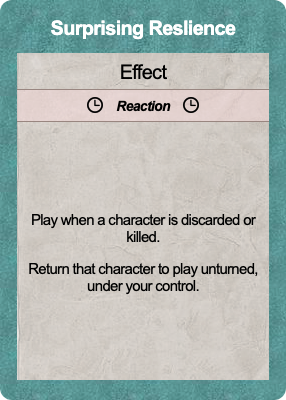 Surprising Reslience
Effect
Reaction
Play when a character is discarded or
killed.
Return that character to play unturned,
under your control.